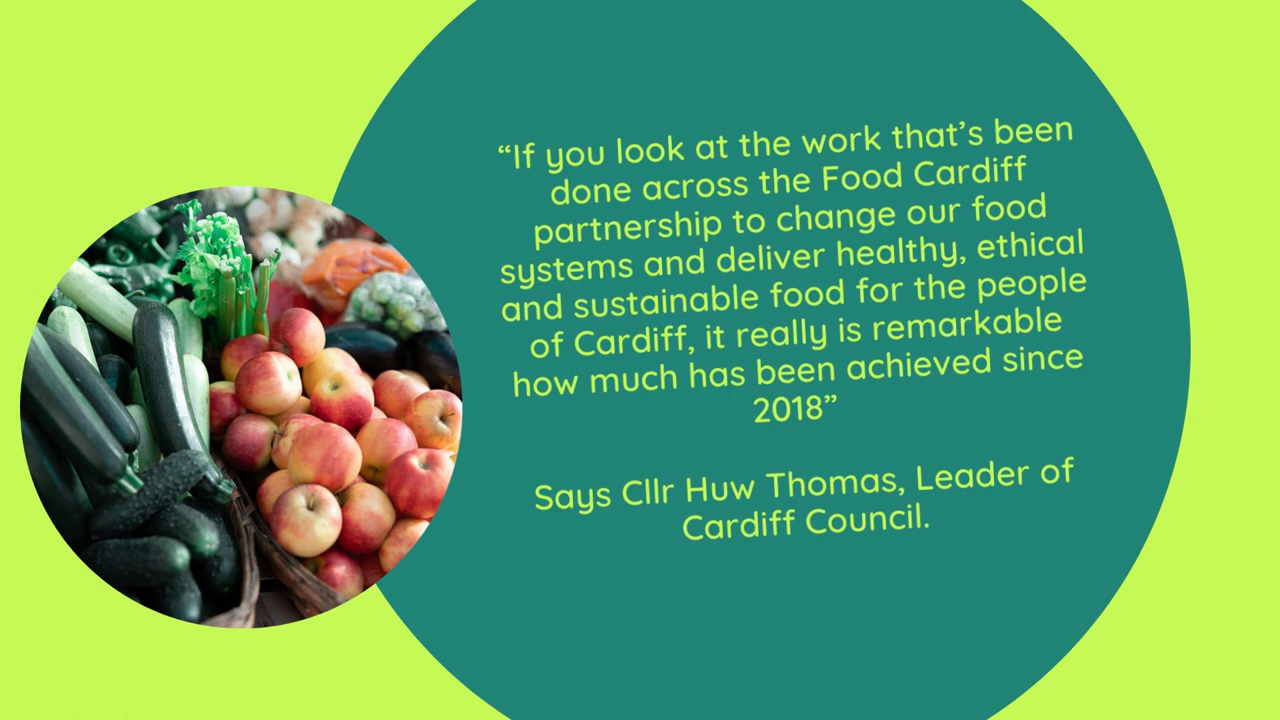 “If you look at the work that’s been
done across the Food Cardiff
partnership to change our food
systems and deliver healthy, ethical
and sustainable food for the people
of Cardiff, it really is remarkable
how much has been achieved since
2018”
Says Cllr Huw Thomas, Leader of
Cardiff Council.